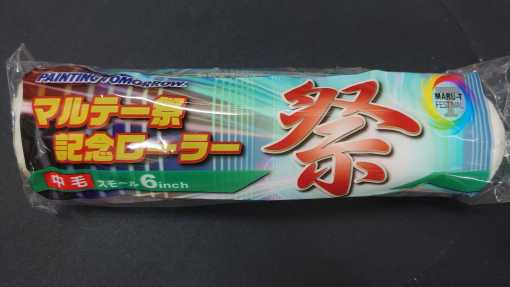 PAINTING TOMORROW
マルテー祭
記念ローラー
中毛 スモール6inch
祭
MARU-T
FESTIVAL